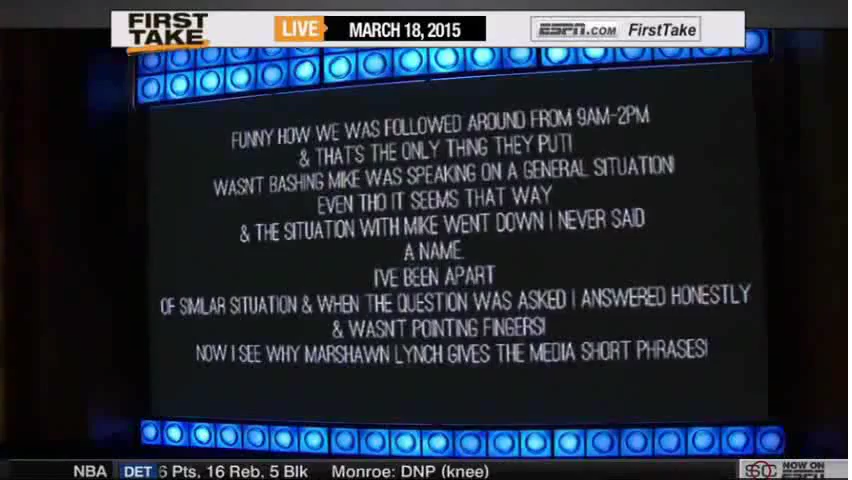 FIRST TAKE
LIVE
MARCH 18, 2015
ESPN.COM FirstTake
FUNNY HOW WE WAS FOLLOWED AROUND FROM 9AM-2PM
& THAT'S THE ONLY THING THEY PUT!
WASN'T BASHING MIKE WAS SPEAKING ON A GENERAL SITUATION!
EVEN THO IT SEEMS THAT WAY
& THE SITUATION WITH MIKE WENT DOWN I NEVER SAID
A NAME.
I'VE BEEN APART
OF SIMILAR SITUATION & WHEN THE QUESTION WAS ASKED I ANSWERED HONESTLY
& WASN'T POINTING FINGERS!
NOW I SEE WHY MARSHAWN LYNCH GIVES THE MEDIA SHORT PHRASES!
NBA DET 6 Pts, 16 Reb, 5 Blk Monroe: DNP (knee)
NOW ON